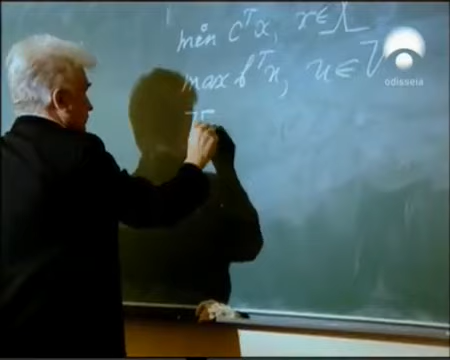 min cᵀx, x ∈ X
max bᵀu, u ∈ U
odisseia